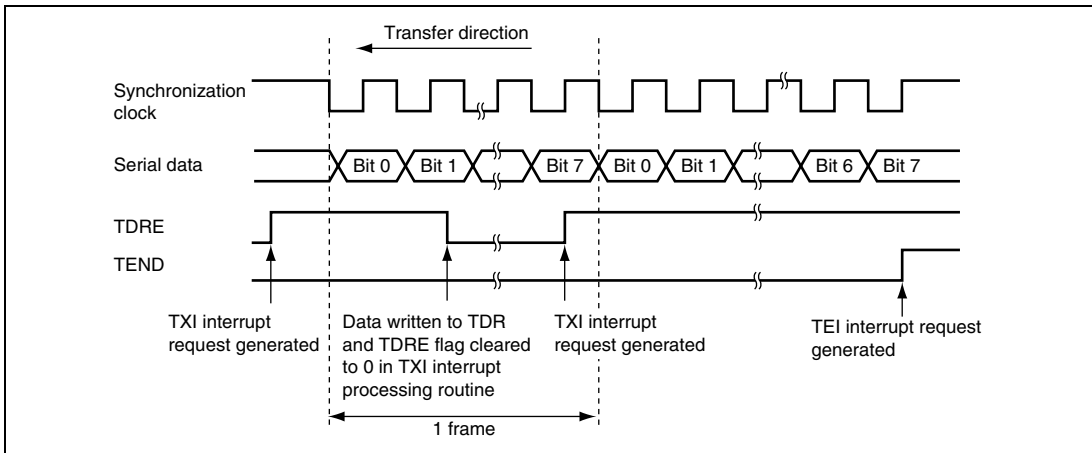 Transfer direction
Synchronization
clock
Serial data
Bit 0
Bit 1
Bit 7
Bit 0
Bit 1
Bit 6
Bit 7
TDRE
TEND
TXI interrupt
request generated
Data written to TDR
and TDRE flag cleared
to 0 in TXI interrupt
processing routine
TXI interrupt
request generated
TEI interrupt request
generated
1 frame